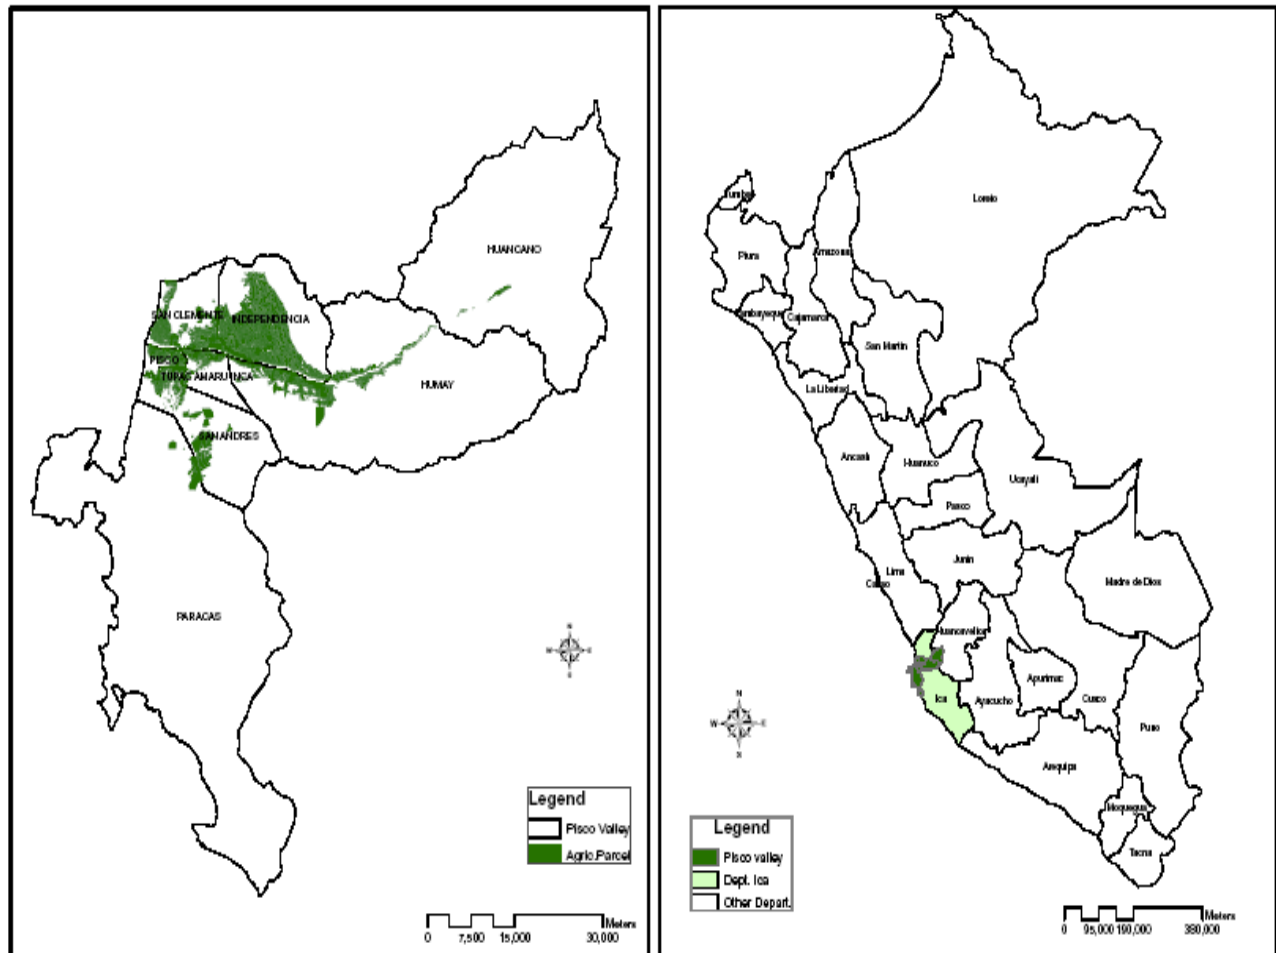 HUANCANO
SAN CLEMENTE
INDEPENDENCIA
PISCO
TUPAC AMARU INCA
HUMAY
SAN ANDRES
PARACAS
N
W E
S
Legend
Pisco Valley
Agric.Parcel
Meters
0 7,500 15,000 30,000
Tumbes
Loreto
Piura
Amazonas
Lambayeque
Cajamarca
San Martin
La Libertad
Ancash
Huanuco
Ucayali
Pasco
Junin
Lima
Callao
Madre de Dios
Huancavelica
Apurimac
Ica
Ayacucho
Cusco
Puno
N
W E
S
Arequipa
Moquegua
Tacna
Legend
Pisco valley
Dept. Ica
Other Depart.
Meters
0 95,000 190,000 380,000